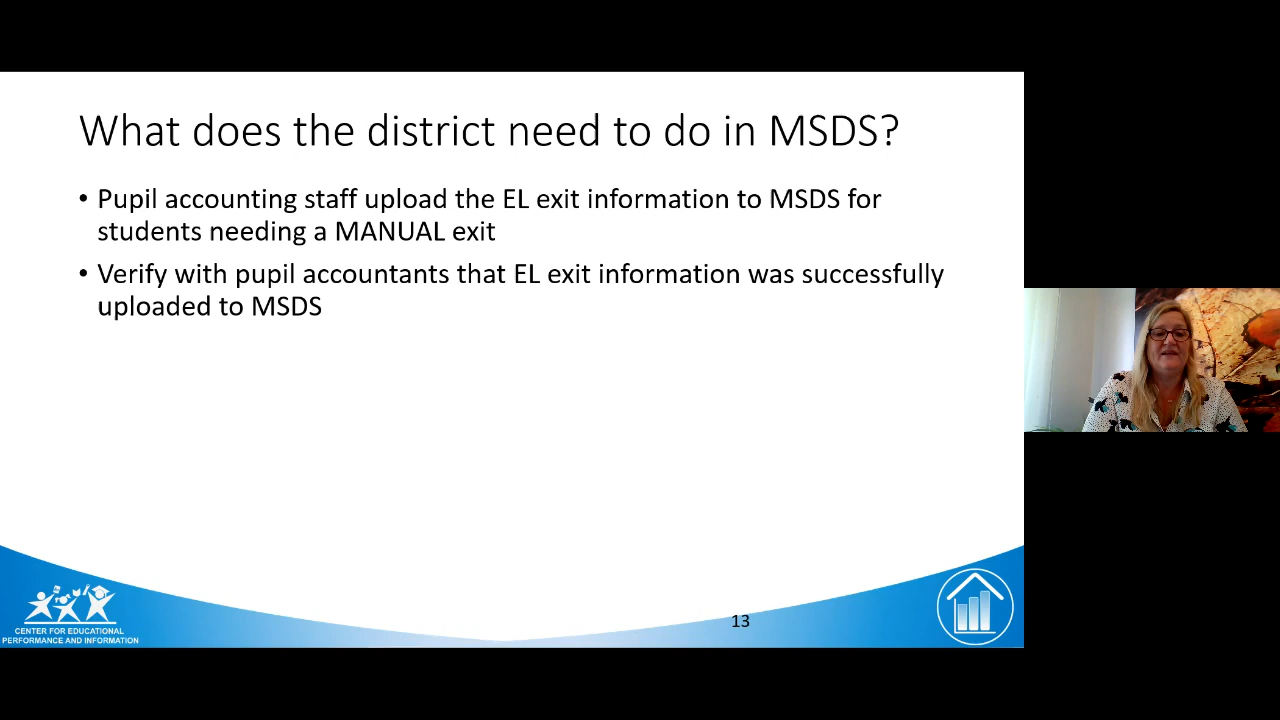 What does the district need to do in MSDS?
• Pupil accounting staff upload the EL exit information to MSDS for
students needing a MANUAL exit
• Verify with pupil accountants that EL exit information was successfully
uploaded to MSDS
CENTER FOR EDUCATIONAL
PERFORMANCE AND INFORMATION
13